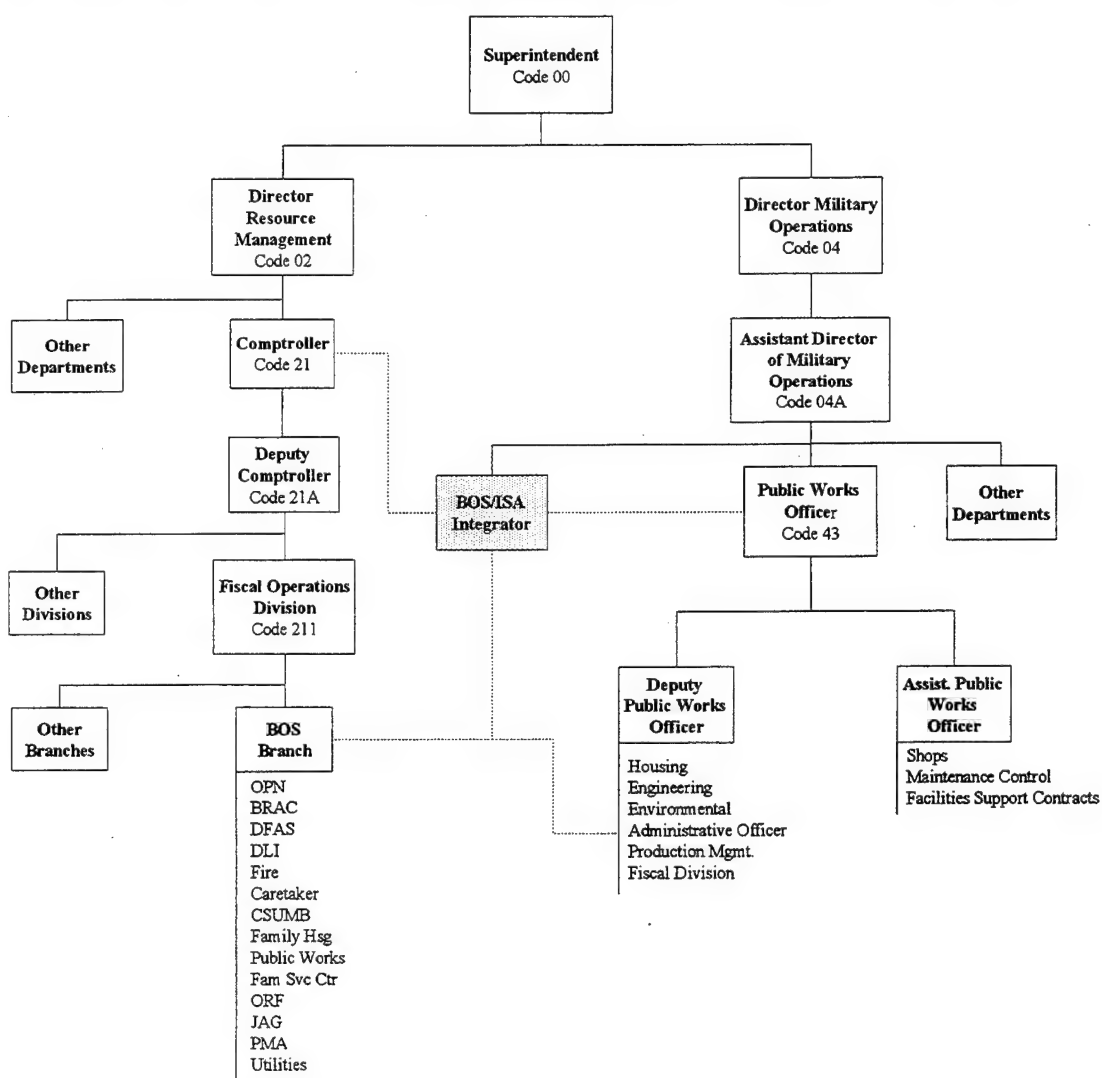 Superintendent
Code 00
Director
Resource
Management
Code 02
Director Military
Operations
Code 04
Other
Departments
Comptroller
Code 21
Assistant Director
of Military
Operations
Code 04A
Deputy
Comptroller
Code 21A
BOS/ISA
Integrator
Public Works
Officer
Code 43
Other
Departments
Other
Divisions
Fiscal Operations
Division
Code 211
Other
Branches
BOS
Branch
OPN
BRAC
DFAS
DLI
Fire
Caretaker
CSUMB
Family Hsg
Public Works
Fam Svc Ctr
ORF
JAG
PMA
Utilities
Deputy
Public Works
Officer
Housing
Engineering
Environmental
Administrative Officer
Production Mgmt.
Fiscal Division
Assist. Public
Works
Officer
Shops
Maintenance Control
Facilities Support Contracts